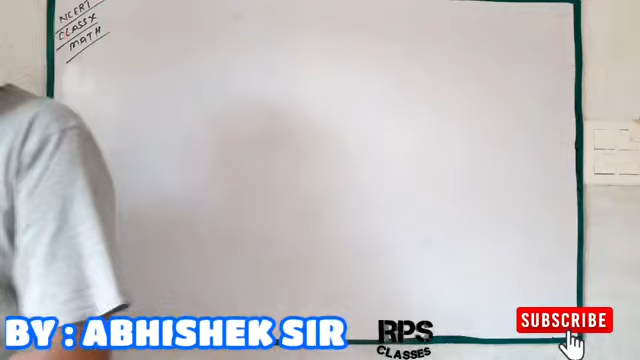 NCERT
CLASS X
MATH
BY : ABHISHEK SIR
RPS
CLASSES
SUBSCRIBE